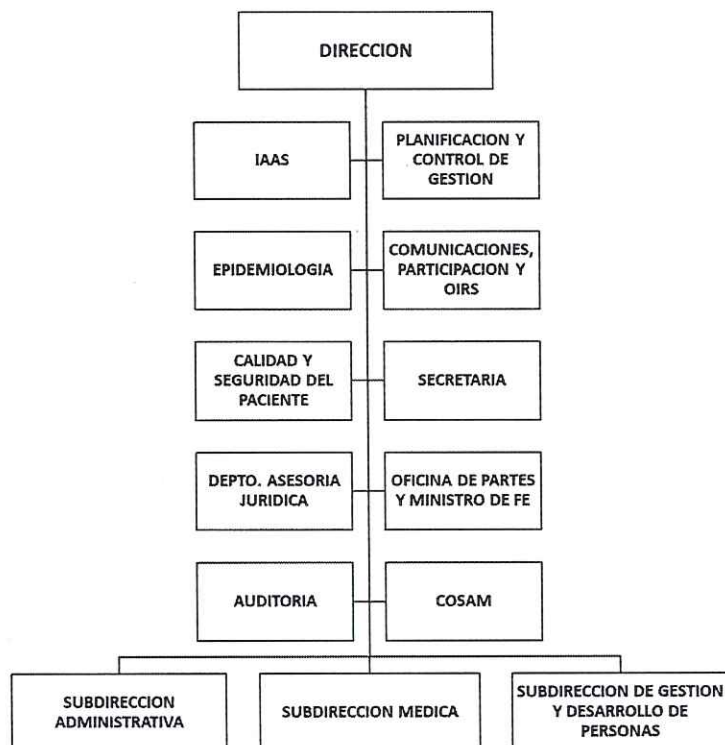 DIRECCION
IAAS
PLANIFICACION Y
CONTROL DE
GESTION
EPIDEMIOLOGIA
COMUNICACIONES,
PARTICIPACION Y
OIRS
CALIDAD Y
SEGURIDAD DEL
PACIENTE
SECRETARIA
DEPTO. ASESORIA
JURIDICA
OFICINA DE PARTES
Y MINISTRO DE FE
AUDITORIA
COSAM
SUBDIRECCION
ADMINISTRATIVA
SUBDIRECCION MEDICA
SUBDIRECCION DE GESTION
Y DESARROLLO DE
PERSONAS